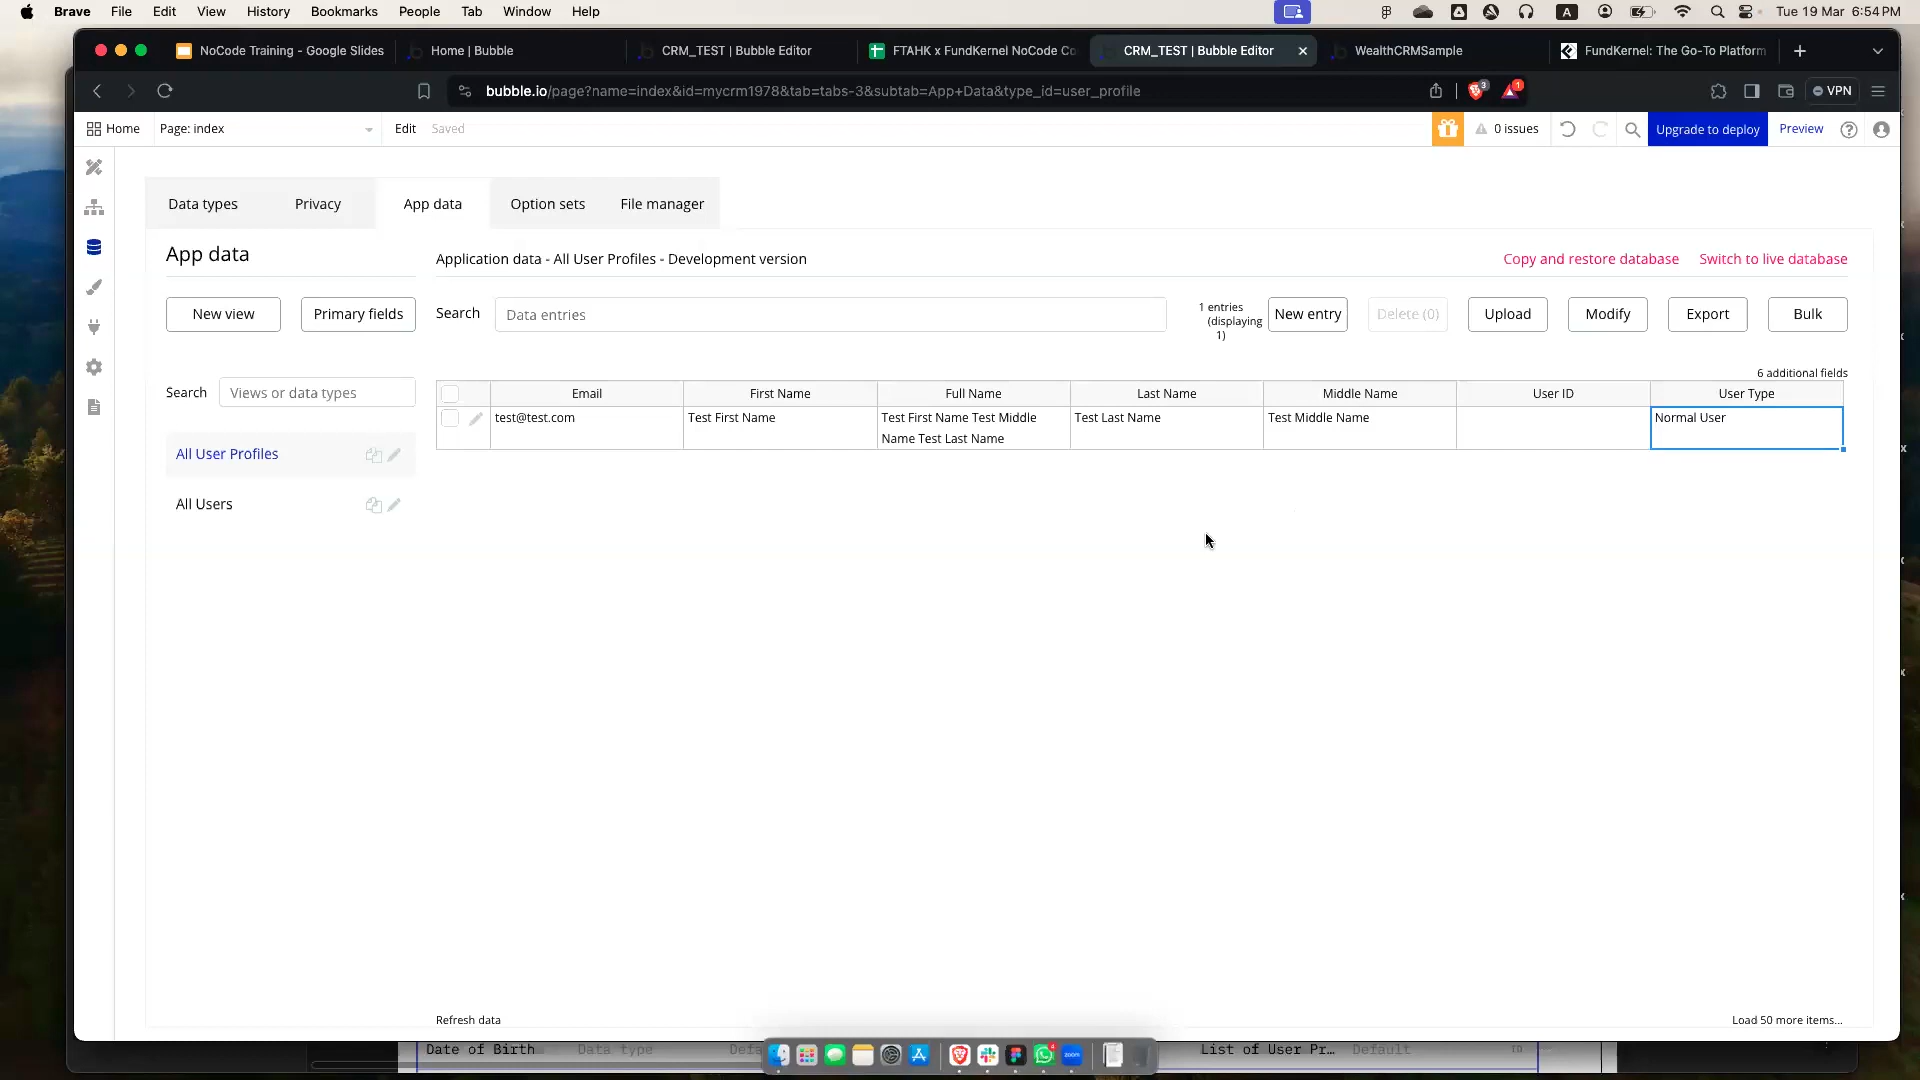 Brave File Edit View History Bookmarks People Tab Window Help
A
Tue 19 Mar 6:54 PM
NoCode Training - Google Slides
Home | Bubble
CRM_TEST | Bubble Editor
FTAHK x FundKernel NoCode Co
CRM_TEST | Bubble Editor
WealthCRMSample
FundKernel: The Go-To Platform
bubble.io/page?name=index&id=mycrm1978&tab=tabs-3&subtab=App+Data&type_id=user_profile
3
1
VPN
Home
Page: index
Edit
Saved
0 issues
Upgrade to deploy
Preview
Data types
Privacy
App data
Option sets
File manager
App data
Application data - All User Profiles - Development version
Copy and restore database
Switch to live database
New view
Primary fields
Search
Data entries
1 entries
(displaying
1)
New entry
Delete (0)
Upload
Modify
Export
Bulk
6 additional fields
Search
Views or data types
Email
First Name
Full Name
Last Name
Middle Name
User ID
User Type
test@test.com
Test First Name
Test First Name Test Middle
Name Test Last Name
Test Last Name
Test Middle Name
Normal User
All User Profiles
All Users
Refresh data
Load 50 more items...
Date of Birth
Data type
Defa
zoom
List of User Pr…
Default